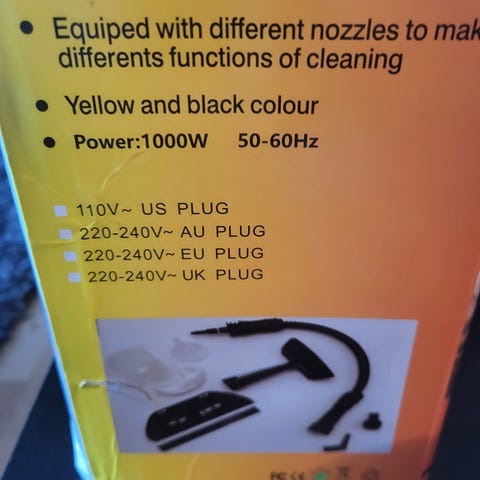 • Equiped with different nozzles to mak
differents functions of cleaning
• Yellow and black colour
• Power:1000W 50-60Hz
110V~ US PLUG
220-240V~ AU PLUG
220-240V~ EU PLUG
220-240V~ UK PLUG